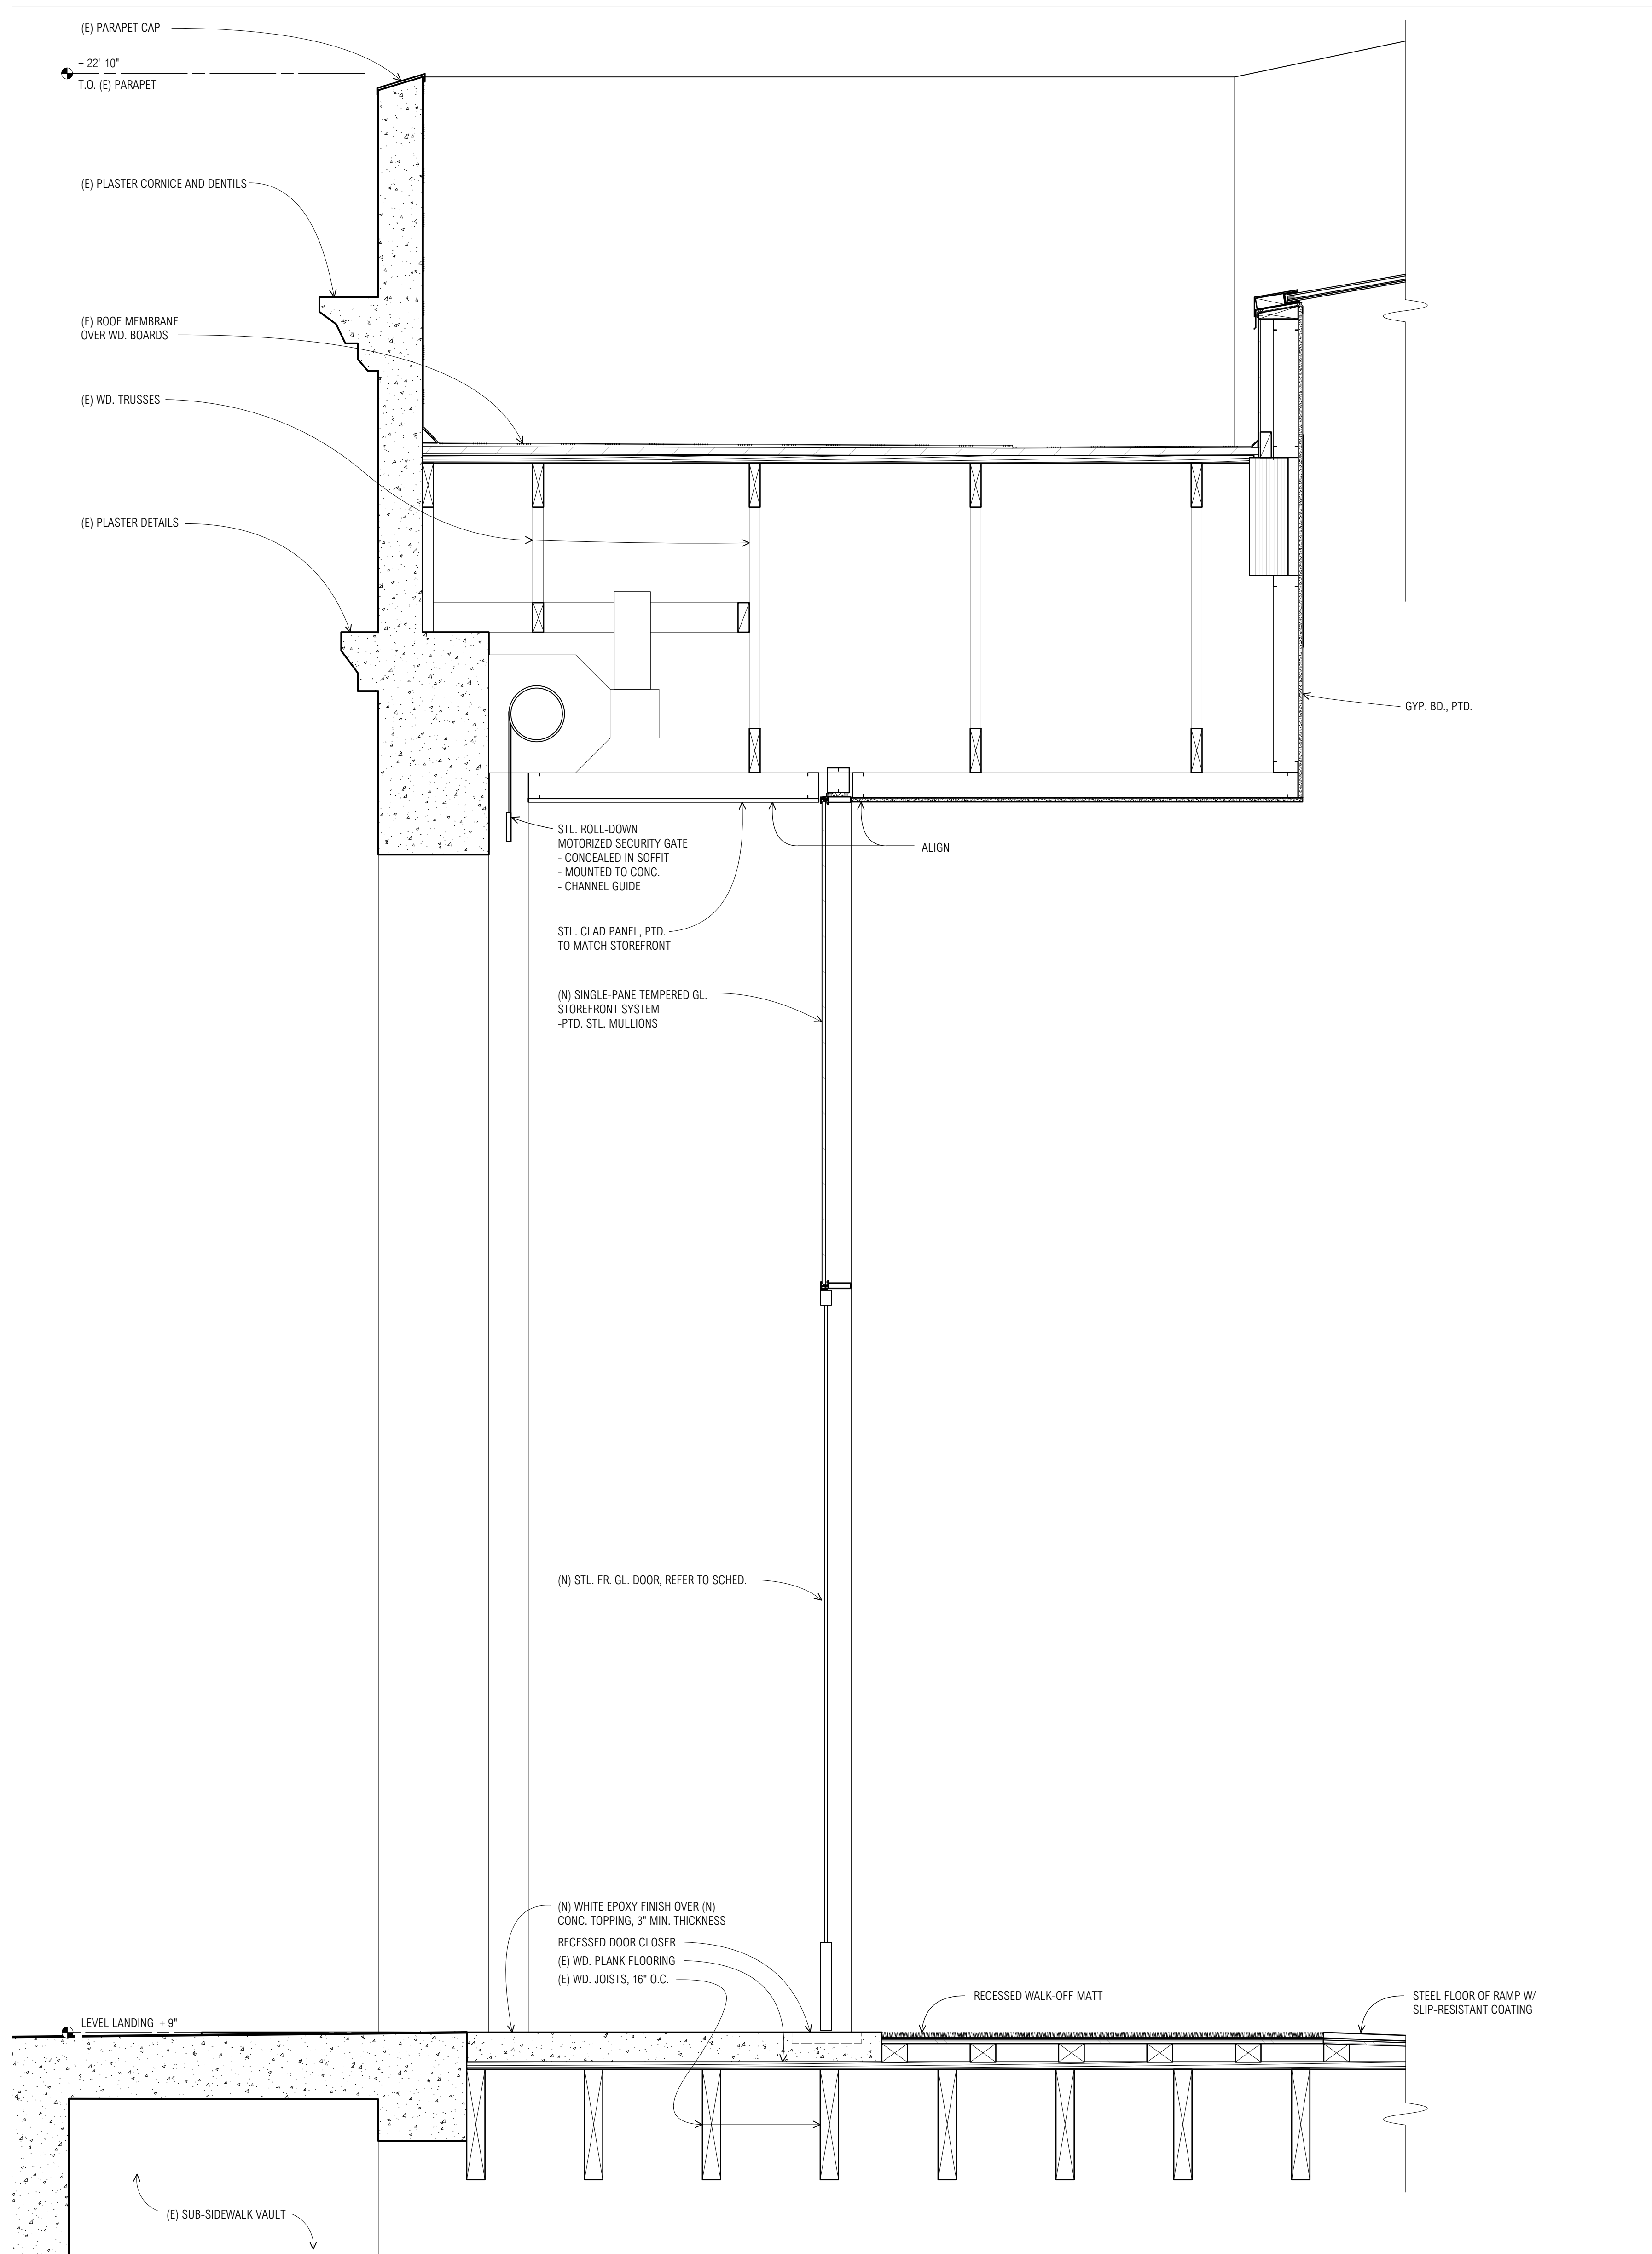 (E) PARAPET CAP
+ 22'-10"
T.O. (E) PARAPET
(E) PLASTER CORNICE AND DENTILS
(E) ROOF MEMBRANE
OVER WD. BOARDS
(E) WD. TRUSSES
(E) PLASTER DETAILS
GYP. BD., PTD.
STL. ROLL-DOWN
MOTORIZED SECURITY GATE
- CONCEALED IN SOFFIT
- MOUNTED TO CONC.
- CHANNEL GUIDE
ALIGN
STL. CLAD PANEL, PTD.
TO MATCH STOREFRONT
(N) SINGLE-PANE TEMPERED GL.
STOREFRONT SYSTEM
-PTD. STL. MULLIONS
(N) STL. FR. GL. DOOR, REFER TO SCHED.
(N) WHITE EPOXY FINISH OVER (N)
CONC. TOPPING, 3" MIN. THICKNESS
RECESSED DOOR CLOSER
(E) WD. PLANK FLOORING
(E) WD. JOISTS, 16" O.C.
RECESSED WALK-OFF MATT
STEEL FLOOR OF RAMP W/
SLIP-RESISTANT COATING
LEVEL LANDING + 9"
(E) SUB-SIDEWALK VAULT